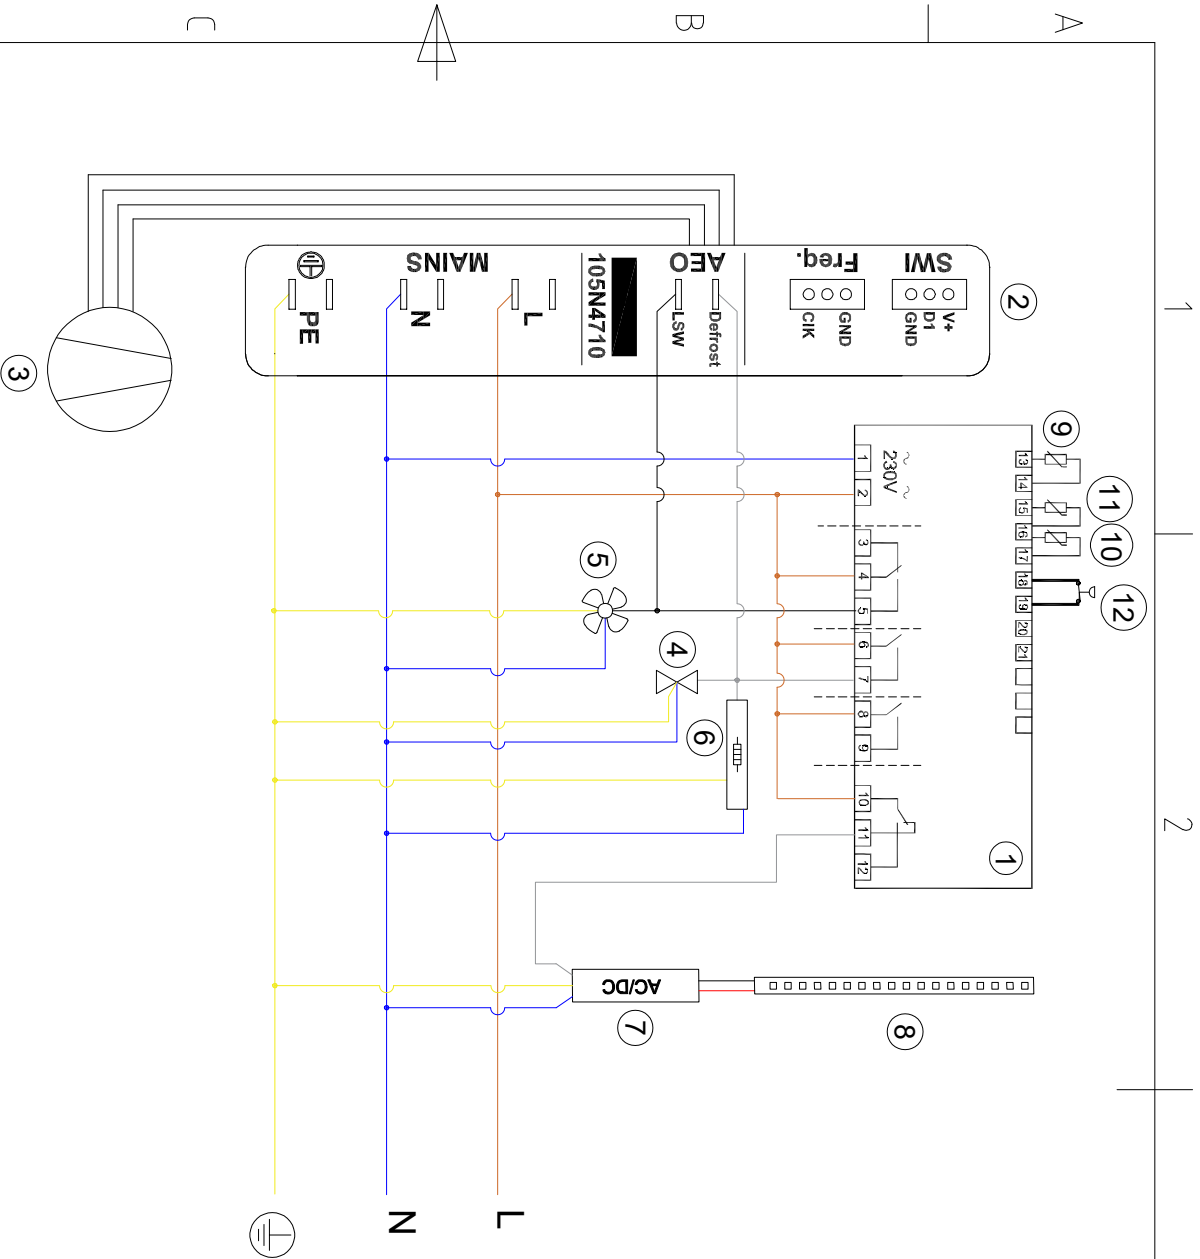 C
B
A
1
2
SWI
V+
D1
GND
Freq.
GND
ClK
AEO
Defrost
LSW
105N4710
MAINS
L
N
PE
2
3
1
2
230V
~
~
3
4
5
6
7
8
9
10
11
12
13
14
15
16
17
18
19
20
21
9
11
10
12
1
5
4
6
AC/DC
7
8
L
N